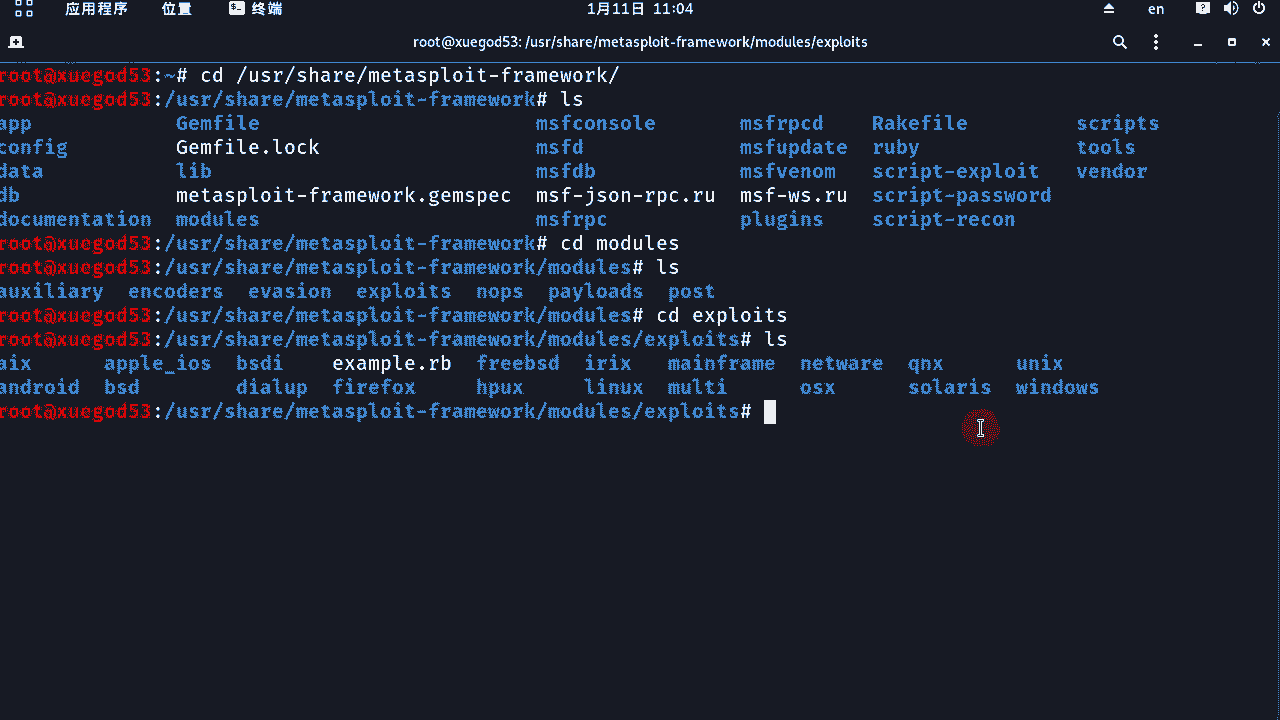 应用程序 位置 终端 1月11日 11:04 en
root@xuegod53: /usr/share/metasploit-framework/modules/exploits
root@xuegod53:~# cd /usr/share/metasploit-framework/
root@xuegod53:/usr/share/metasploit-framework# ls
app Gemfile msfconsole msfrpcd Rakefile scripts
config Gemfile.lock msfd msfupdate ruby tools
data lib msfdb msfvenom script-exploit vendor
db metasploit-framework.gemspec msf-json-rpc.ru msf-ws.ru script-password
documentation modules msfrpc plugins script-recon
root@xuegod53:/usr/share/metasploit-framework# cd modules
root@xuegod53:/usr/share/metasploit-framework/modules# ls
auxiliary encoders evasion exploits nops payloads post
root@xuegod53:/usr/share/metasploit-framework/modules# cd exploits
root@xuegod53:/usr/share/metasploit-framework/modules/exploits# ls
aix apple_ios bsdi example.rb freebsd irix mainframe netware qnx unix
android bsd dialup firefox hpux linux multi osx solaris windows
root@xuegod53:/usr/share/metasploit-framework/modules/exploits#